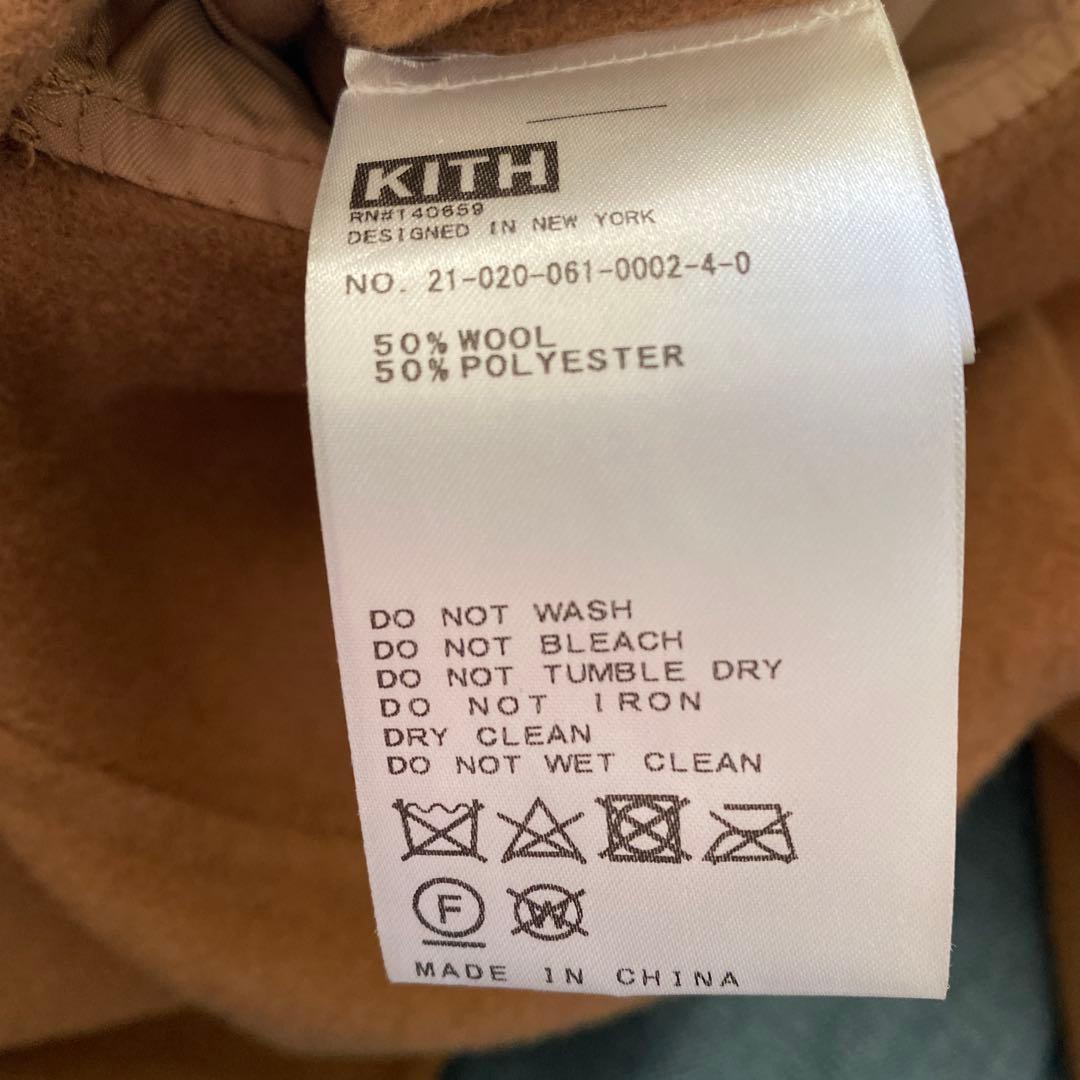 KITH
RN#140659
DESIGNED IN NEW YORK
NO. 21-020-061-0002-4-0
50% WOOL
50% POLYESTER
DO NOT WASH
DO NOT BLEACH
DO NOT TUMBLE DRY
DO NOT IRON
DRY CLEAN
DO NOT WET CLEAN
F W
MADE IN CHINA